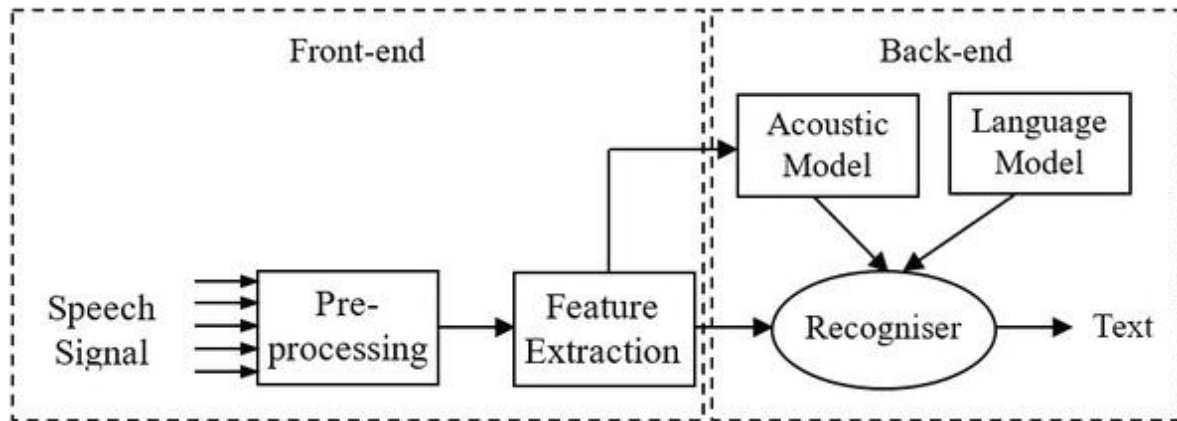 Front-end
Back-end
Acoustic
Model
Language
Model
Speech
Signal
Pre-
processing
Feature
Extraction
Recogniser
Text